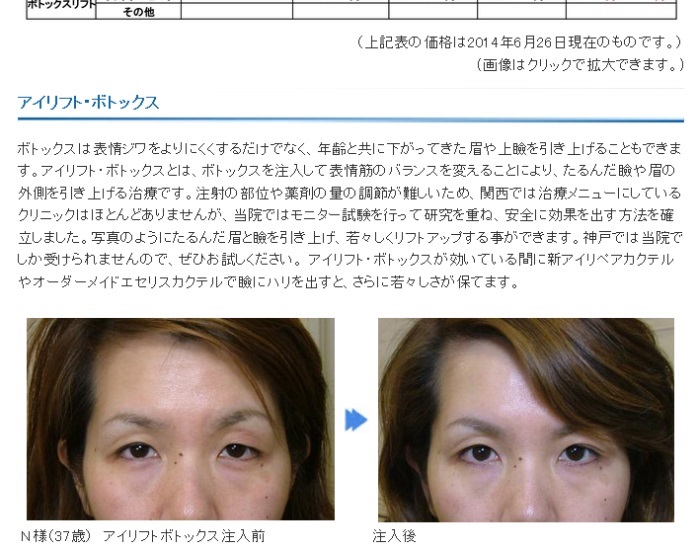 ボトックスリフト
その他
（上記表の価格は2014年6月26日現在のものです。）
(画像はクリックで拡大できます。)
アイリフト・ボトックス
ボトックスは表情ジワをよりにくくするだけでなく、年齢と共に下がってきた眉や上瞼を引き上げることもできま
す。アイリフト・ボトックスとは、ボトックスを注入して表情筋のバランスを変えることにより、たるんだ瞼や眉の
外側を引き上げる治療です。注射の部位や薬剤の量の調節が難しいため、関西では治療メニューにしている
クリニックはほとんどありませんが、当院ではモニター試験を行って研究を重ね、安全に効果を出す方法を確
立しました。写真のようにたるんだ眉と瞼を引き上げ、若々しくリフトアップする事ができます。神戸では当院で
しか受けられませんので、ぜひお試しください。 アイリフト・ボトックスが効いている間に新アイリペアカクテル
やオーダーメイドエセリスカクテルで瞼にハリを出すと、さらに若々しさが保てます。
N様(37歳)　アイリフトボトックス注入前
注入後